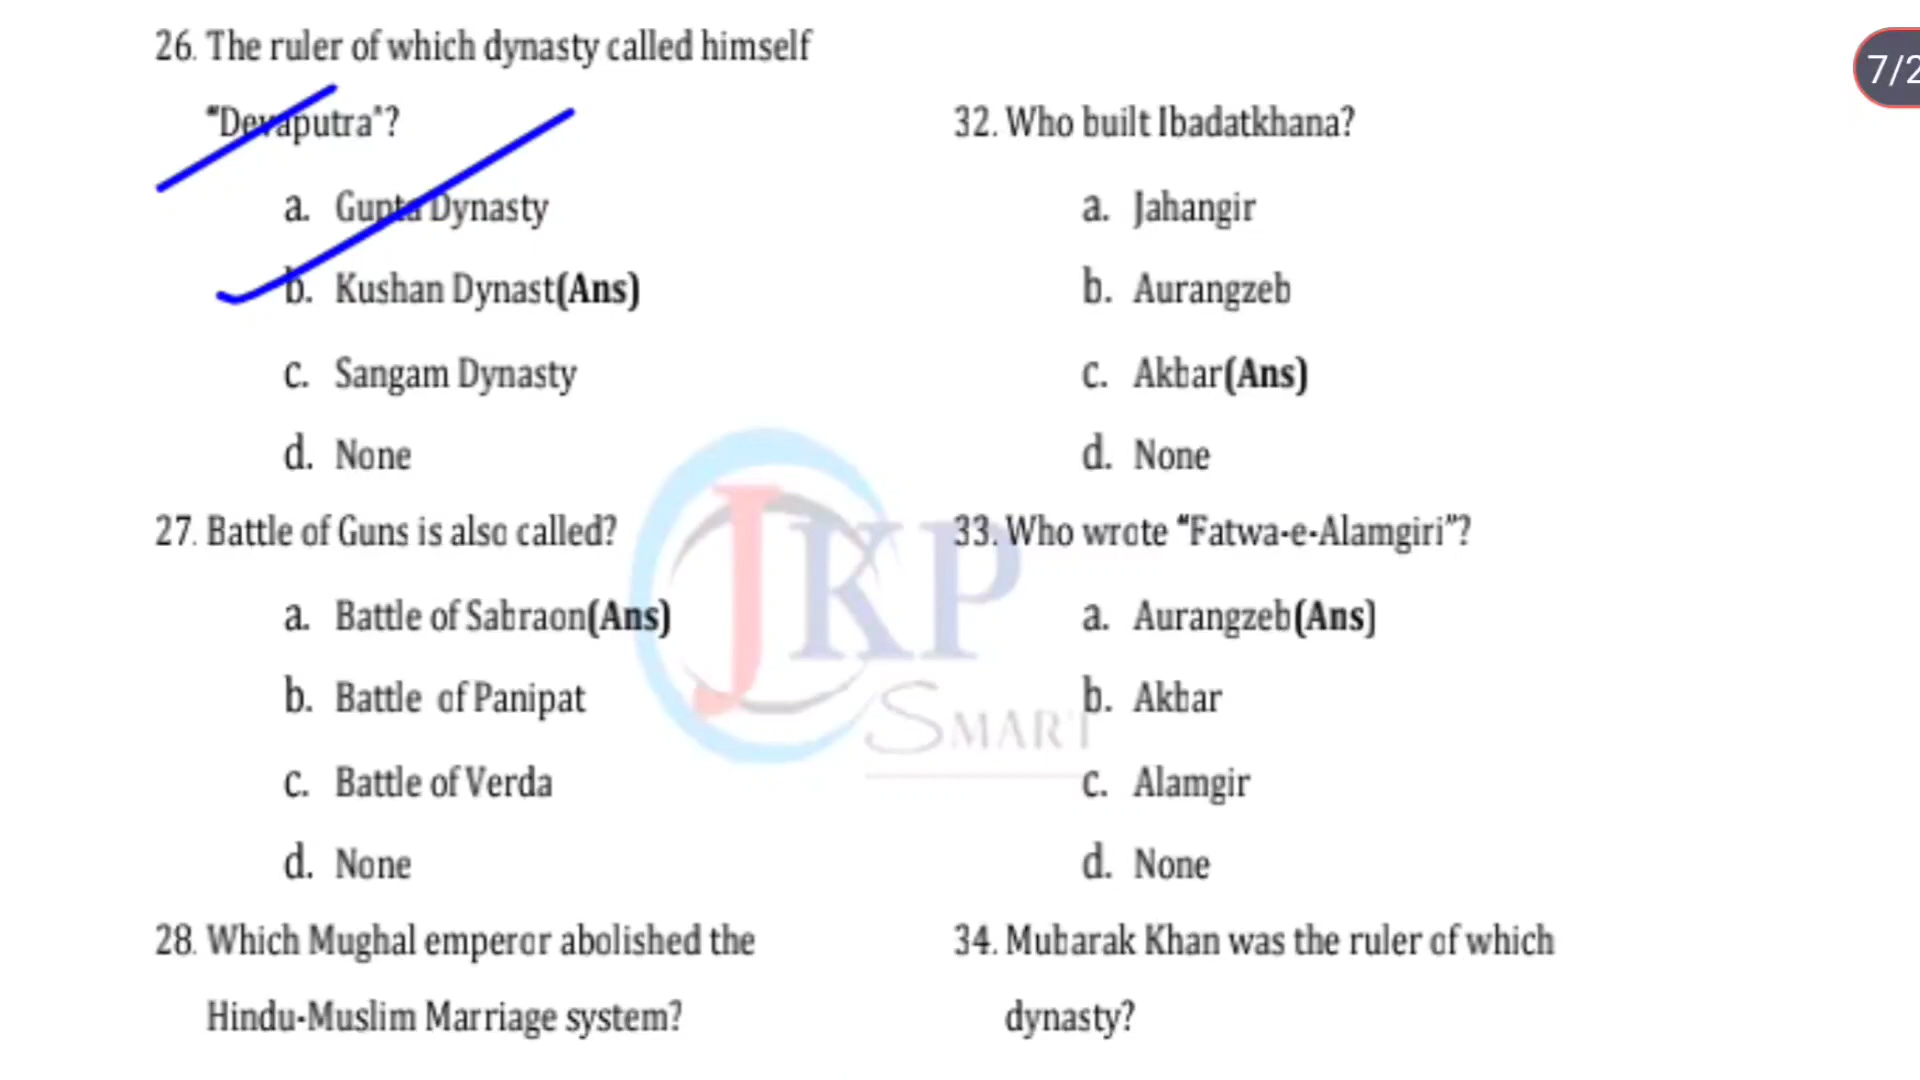 26. The ruler of which dynasty called himself
“Devaputra”?
a. Gupta Dynasty
b. Kushan Dynast(Ans)
c. Sangam Dynasty
d. None
27. Battle of Guns is also called?
a. Battle of Sabraon(Ans)
b. Battle of Panipat
c. Battle of Verda
d. None
28. Which Mughal emperor abolished the
Hindu-Muslim Marriage system?
32. Who built Ibadatkhana?
a. Jahangir
b. Aurangzeb
c. Akbar(Ans)
d. None
33. Who wrote “Fatwa-e-Alamgiri”?
a. Aurangzeb(Ans)
b. Akbar
c. Alamgir
d. None
34. Mubarak Khan was the ruler of which
dynasty?
JKP
SMART
7/2